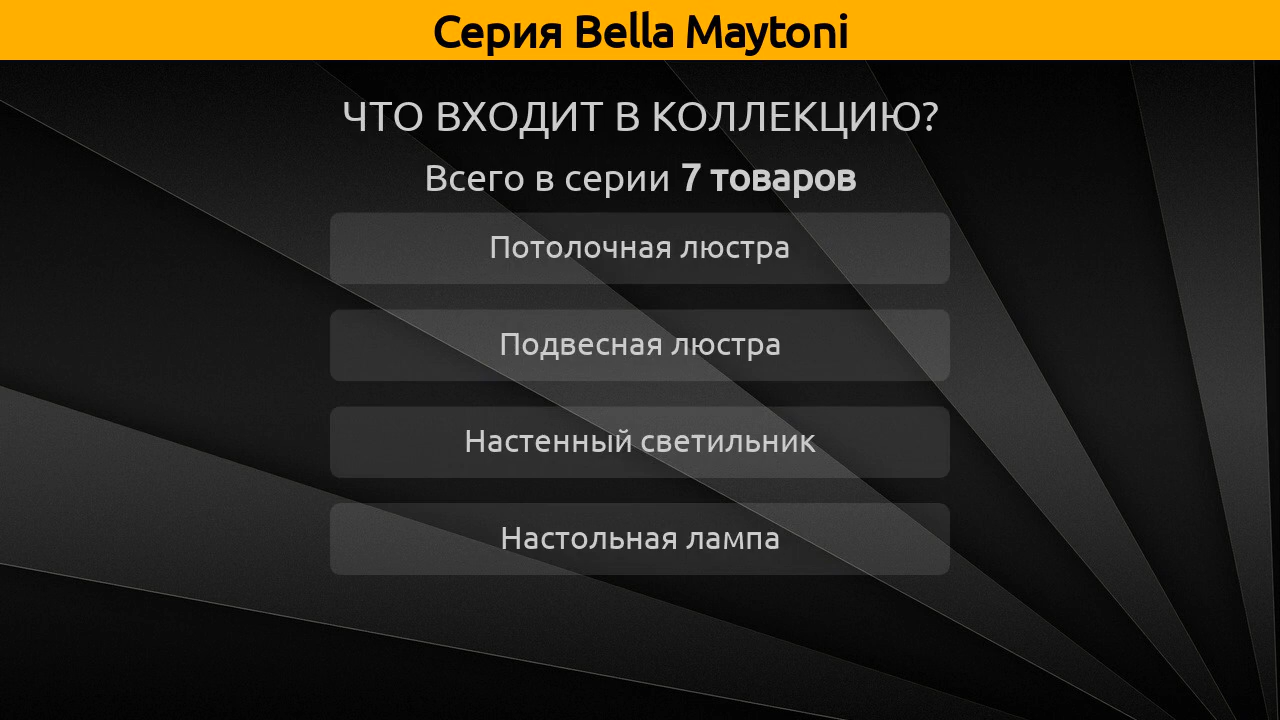 Серия Bella Maytoni
ЧТО ВХОДИТ В КОЛЛЕКЦИЮ?
Всего в серии 7 товаров
Потолочная люстра
Подвесная люстра
Настенный светильник
Настольная лампа